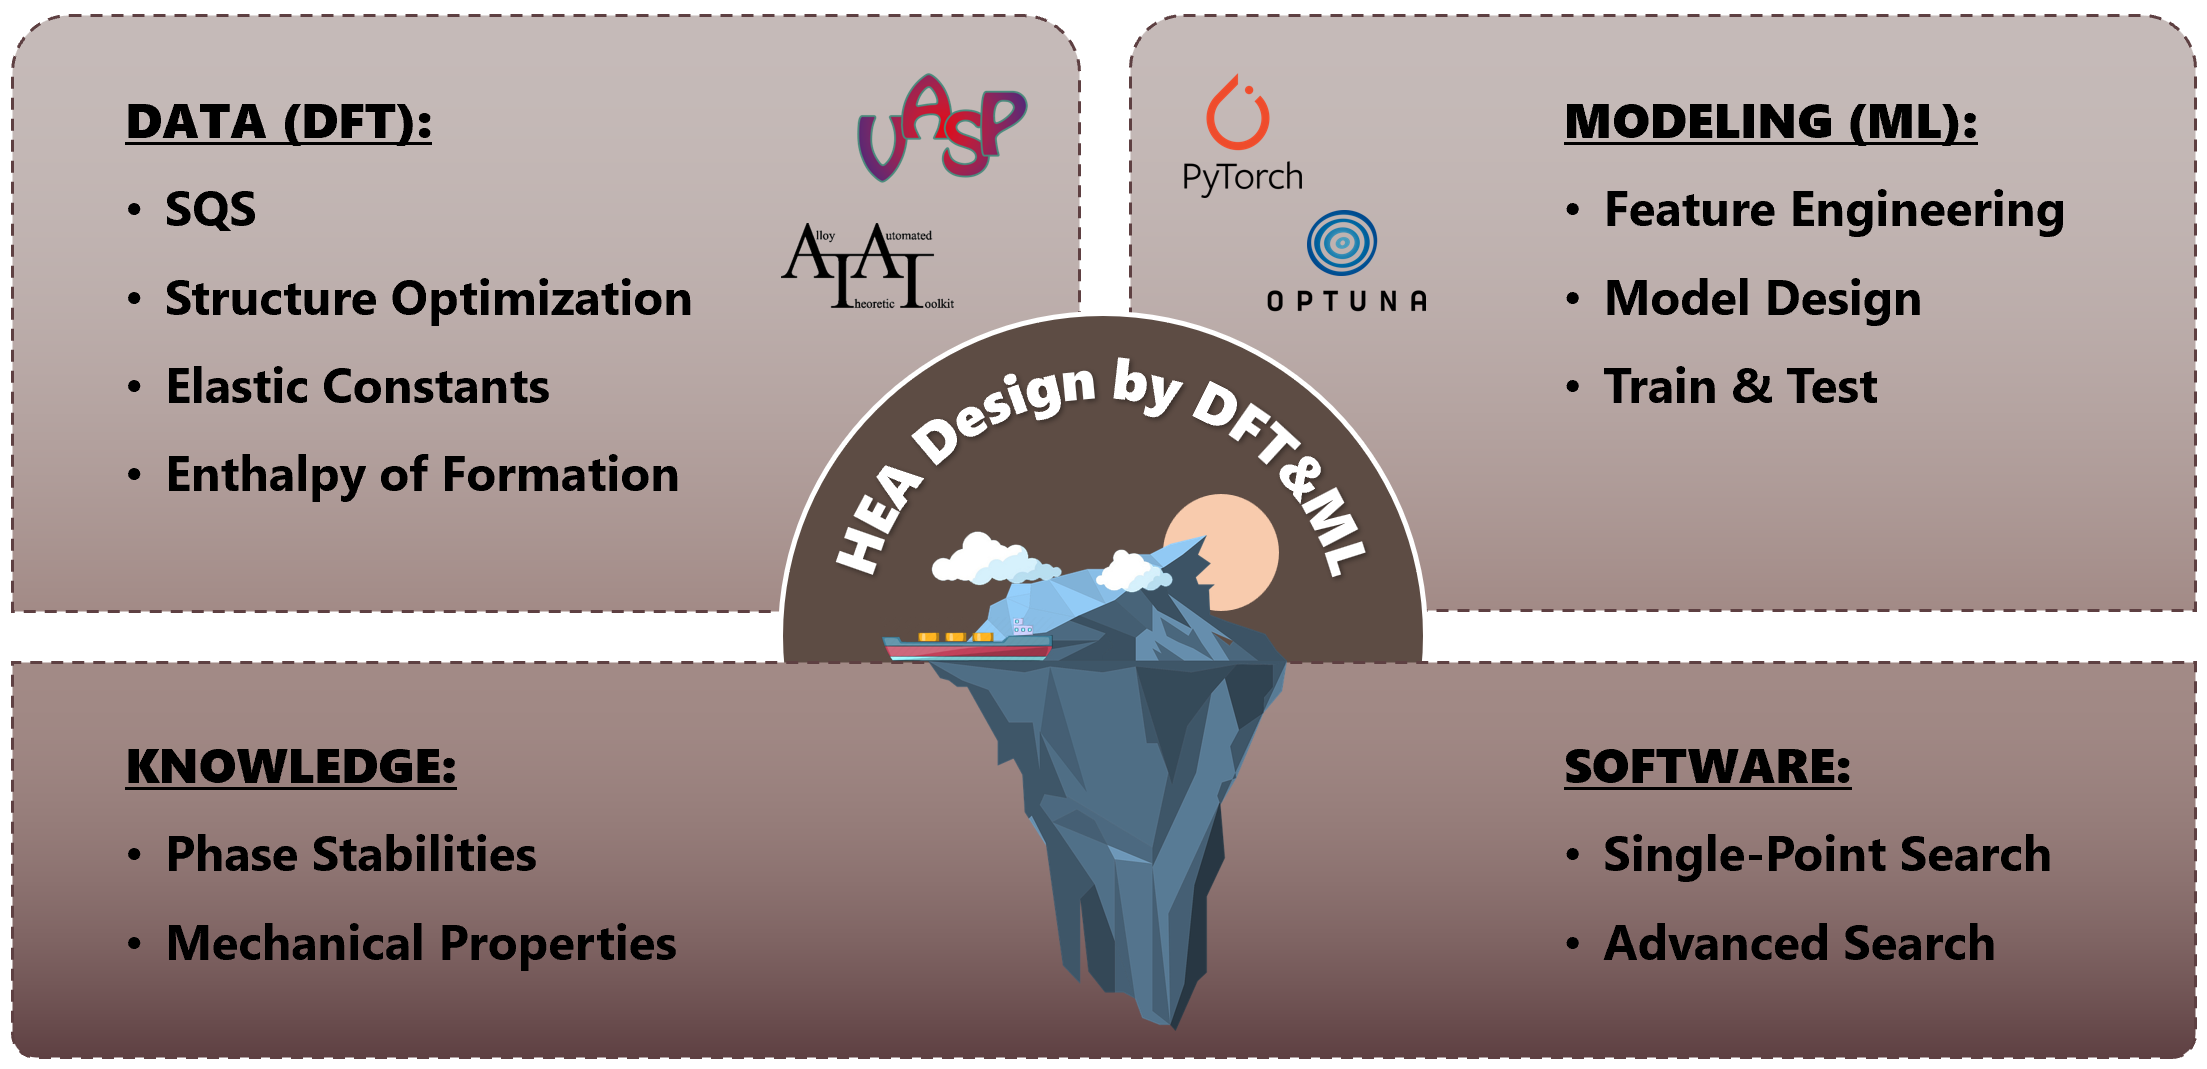 DATA (DFT):
• SQS
• Structure Optimization
• Elastic Constants
• Enthalpy of Formation
VASP
Alloy Automated
Theoretic Toolkit
PyTorch
OPTUNA
MODELING (ML):
• Feature Engineering
• Model Design
• Train & Test
HEA Design by DFT&ML
KNOWLEDGE:
• Phase Stabilities
• Mechanical Properties
SOFTWARE:
• Single-Point Search
• Advanced Search